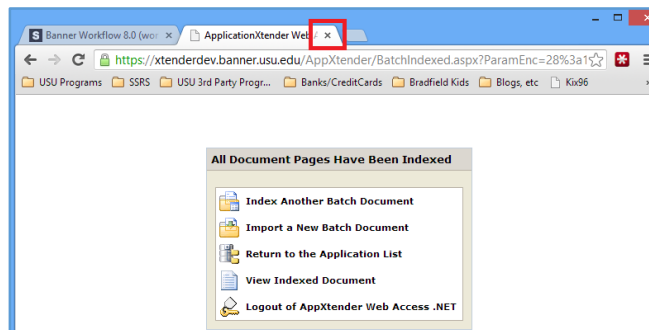 Banner Workflow 8.0 (wor
ApplicationXtender Web
https://xtenderdev.banner.usu.edu/AppXtender/BatchIndexed.aspx?ParamEnc=28%3a1
USU Programs SSRS USU 3rd Party Progr... Banks/CreditCards Bradfield Kids Blogs, etc Kix96
All Document Pages Have Been Indexed
Index Another Batch Document
Import a New Batch Document
Return to the Application List
View Indexed Document
Logout of AppXtender Web Access .NET